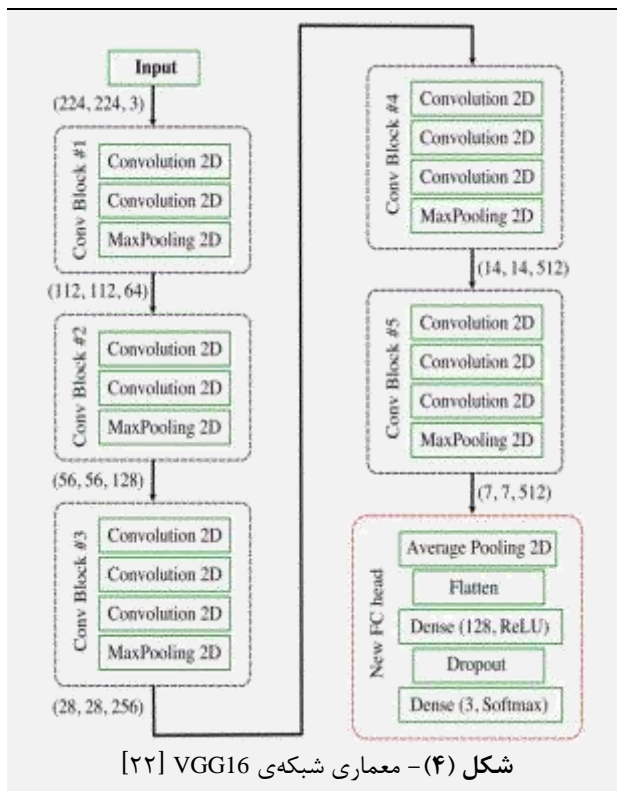 Input
(224, 224, 3)
Conv Block #1
Convolution 2D
Convolution 2D
MaxPooling 2D
(112, 112, 64)
Conv Block #2
Convolution 2D
Convolution 2D
MaxPooling 2D
(56, 56, 128)
Conv Block #3
Convolution 2D
Convolution 2D
Convolution 2D
MaxPooling 2D
(28, 28, 256)
Conv Block #4
Convolution 2D
Convolution 2D
Convolution 2D
MaxPooling 2D
(14, 14, 512)
Conv Block #5
Convolution 2D
Convolution 2D
Convolution 2D
MaxPooling 2D
(7, 7, 512)
New FC head
Average Pooling 2D
Flatten
Dense (128, ReLU)
Dropout
Dense (3, Softmax)
شکل (۴)- معماری شبکه‌ی VGG16 [۲۲]